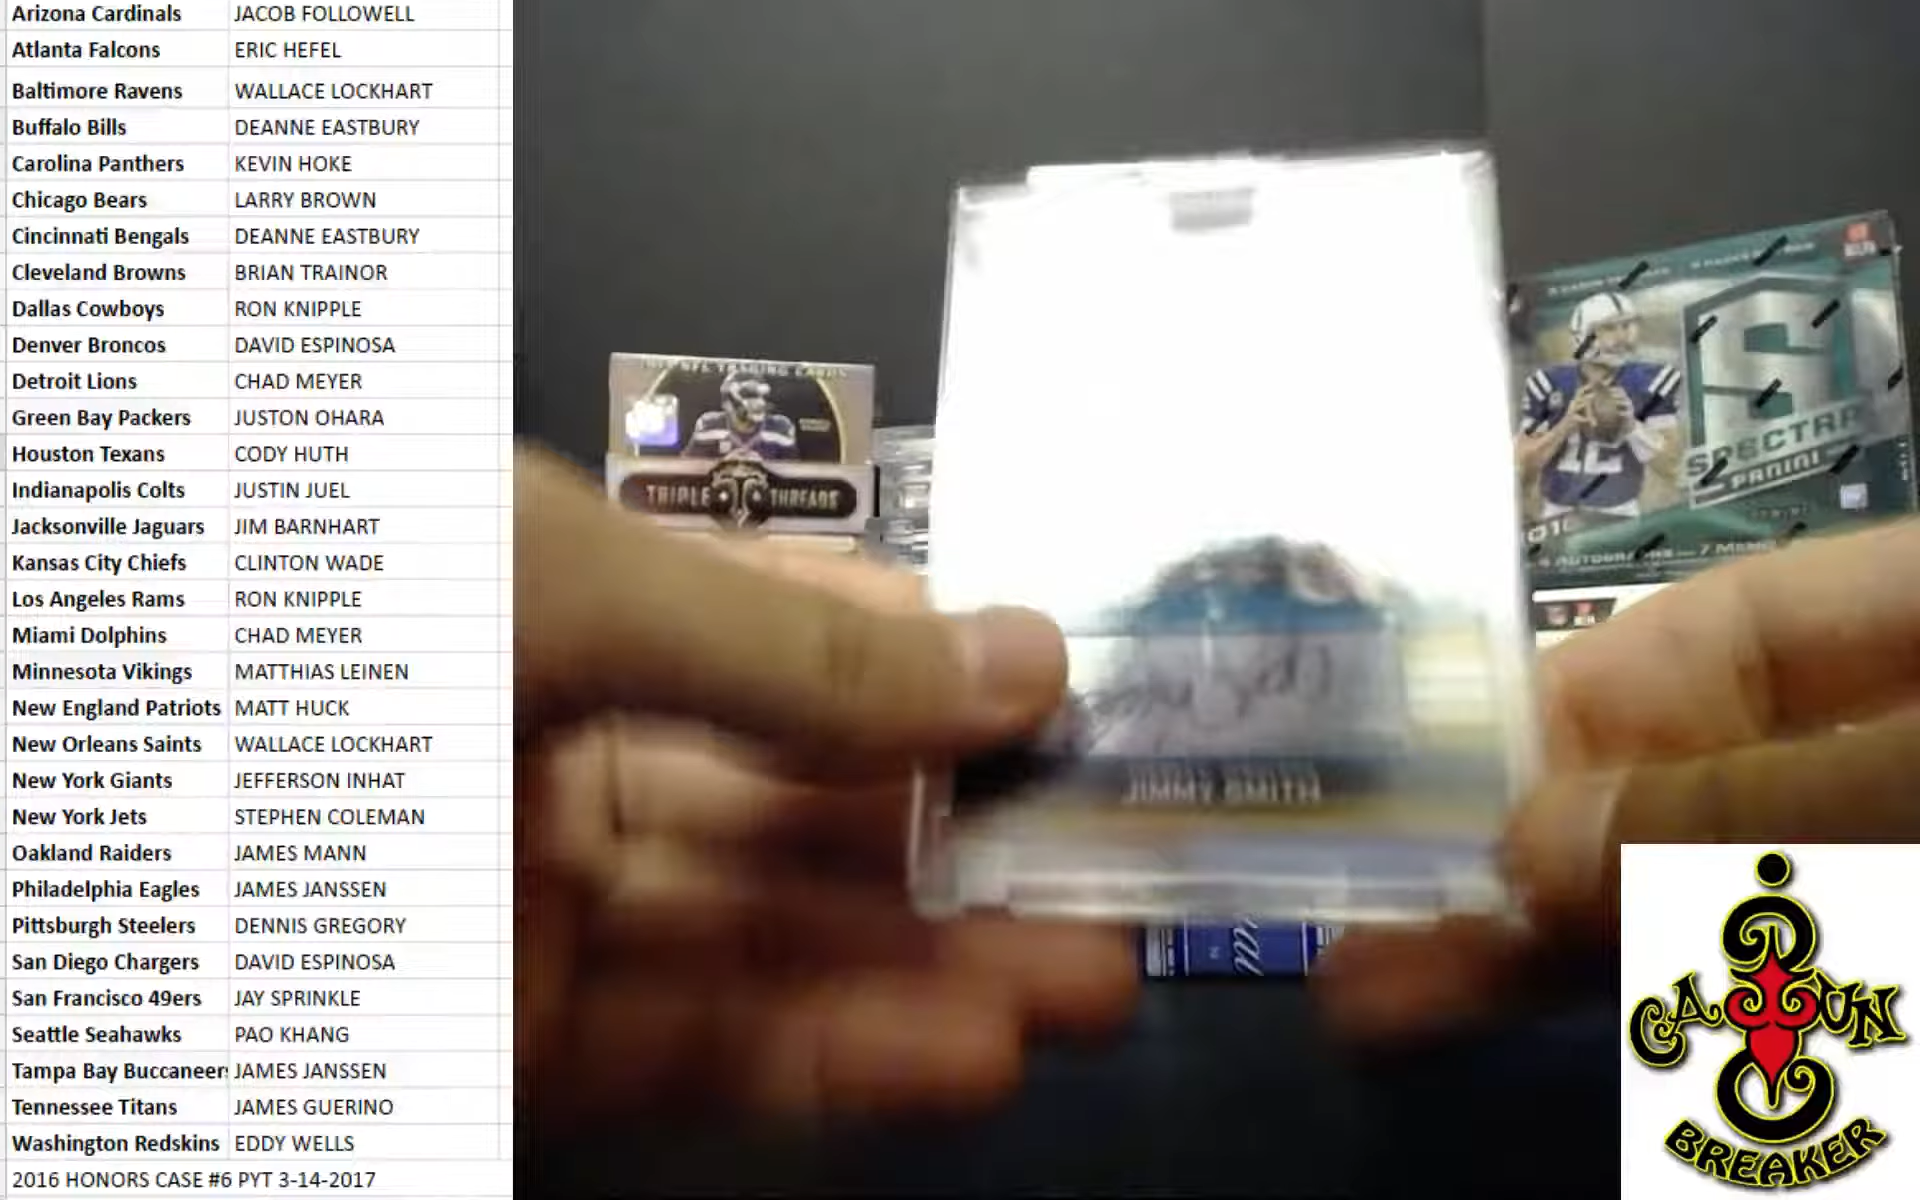 Arizona Cardinals JACOB FOLLOWELL
Atlanta Falcons ERIC HEFEL
Baltimore Ravens WALLACE LOCKHART
Buffalo Bills DEANNE EASTBURY
Carolina Panthers KEVIN HOKE
Chicago Bears LARRY BROWN
Cincinnati Bengals DEANNE EASTBURY
Cleveland Browns BRIAN TRAINOR
Dallas Cowboys RON KNIPPLE
Denver Broncos DAVID ESPINOSA
Detroit Lions CHAD MEYER
Green Bay Packers JUSTON OHARA
Houston Texans CODY HUTH
Indianapolis Colts JUSTIN JUEL
Jacksonville Jaguars JIM BARNHART
Kansas City Chiefs CLINTON WADE
Los Angeles Rams RON KNIPPLE
Miami Dolphins CHAD MEYER
Minnesota Vikings MATTHIAS LEINEN
New England Patriots MATT HUCK
New Orleans Saints WALLACE LOCKHART
New York Giants JEFFERSON INHAT
New York Jets STEPHEN COLEMAN
Oakland Raiders JAMES MANN
Philadelphia Eagles JAMES JANSSEN
Pittsburgh Steelers DENNIS GREGORY
San Diego Chargers DAVID ESPINOSA
San Francisco 49ers JAY SPRINKLE
Seattle Seahawks PAO KHANG
Tampa Bay Buccaneers JAMES JANSSEN
Tennessee Titans JAMES GUERINO
Washington Redskins EDDY WELLS
2016 HONORS CASE #6 PYT 3-14-2017
NFL TRADING CARDS
TRIPLE THREADS
JIMMY SMITH
12
SPECTRA
PANINI
CAJUN
BREAKER